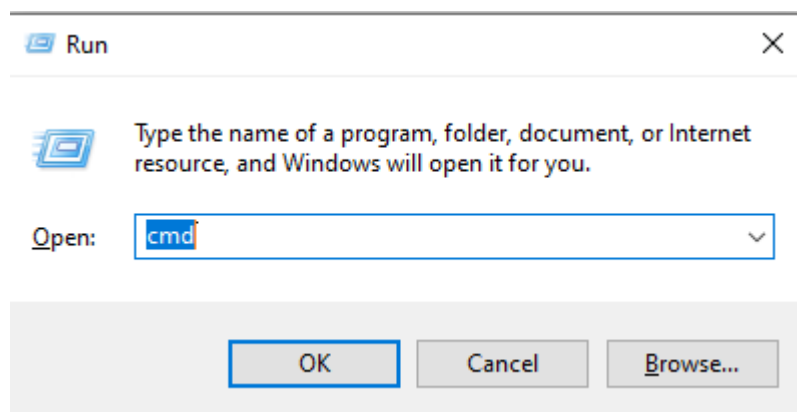 Run
Type the name of a program, folder, document, or Internet
resource, and Windows will open it for you.
Open: cmd
OK Cancel Browse...